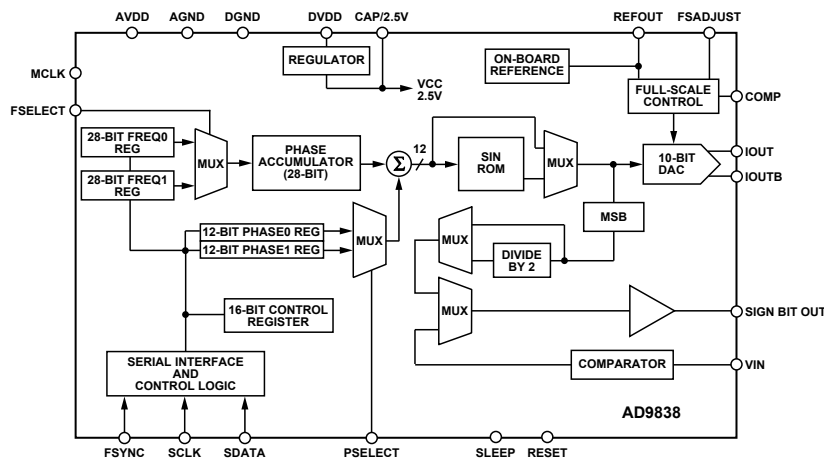 AVDD
AGND
DGND
DVDD
CAP/2.5V
REFOUT
FSADJUST
MCLK
REGULATOR
VCC
2.5V
ON-BOARD
REFERENCE
FULL-SCALE
CONTROL
COMP
FSELECT
28-BIT FREQ0
REG
28-BIT FREQ1
REG
MUX
PHASE
ACCUMULATOR
(28-BIT)
Σ
12
SIN
ROM
MUX
10-BIT
DAC
IOUT
IOUTB
MSB
12-BIT PHASE0 REG
12-BIT PHASE1 REG
MUX
MUX
DIVIDE
BY 2
16-BIT CONTROL
REGISTER
MUX
SIGN BIT OUT
SERIAL INTERFACE
AND
CONTROL LOGIC
COMPARATOR
VIN
AD9838
FSYNC
SCLK
SDATA
PSELECT
SLEEP
RESET